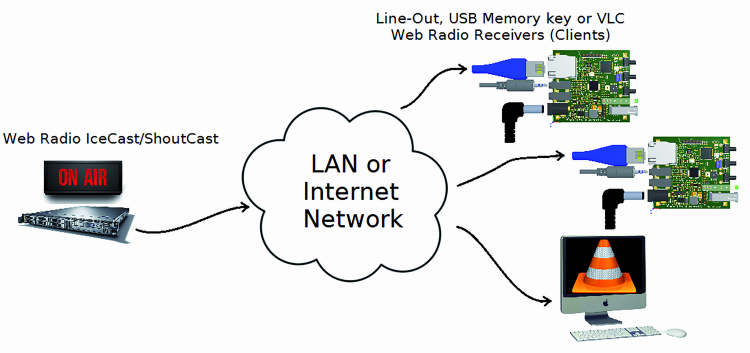 Line-Out, USB Memory key or VLC
Web Radio Receivers (Clients)
Web Radio IceCast/ShoutCast
ON AIR
LAN or
Internet
Network